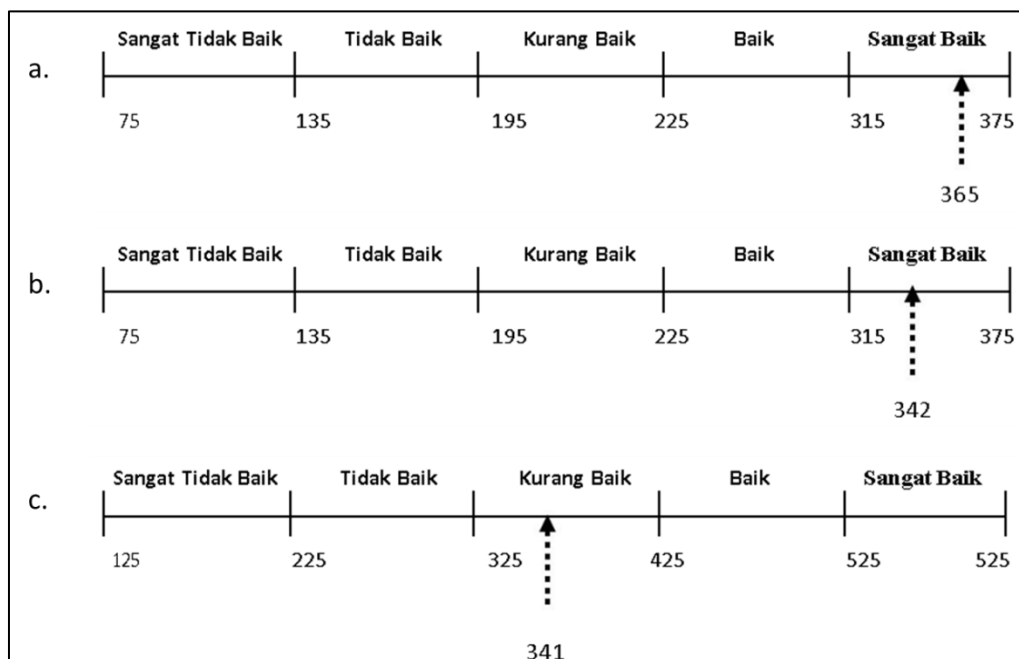 Sangat Tidak Baik Tidak Baik Kurang Baik Baik Sangat Baik
a.
75 135 195 225 315 375
365
Sangat Tidak Baik Tidak Baik Kurang Baik Baik Sangat Baik
b.
75 135 195 225 315 375
342
Sangat Tidak Baik Tidak Baik Kurang Baik Baik Sangat Baik
c.
125 225 325 425 525 525
341